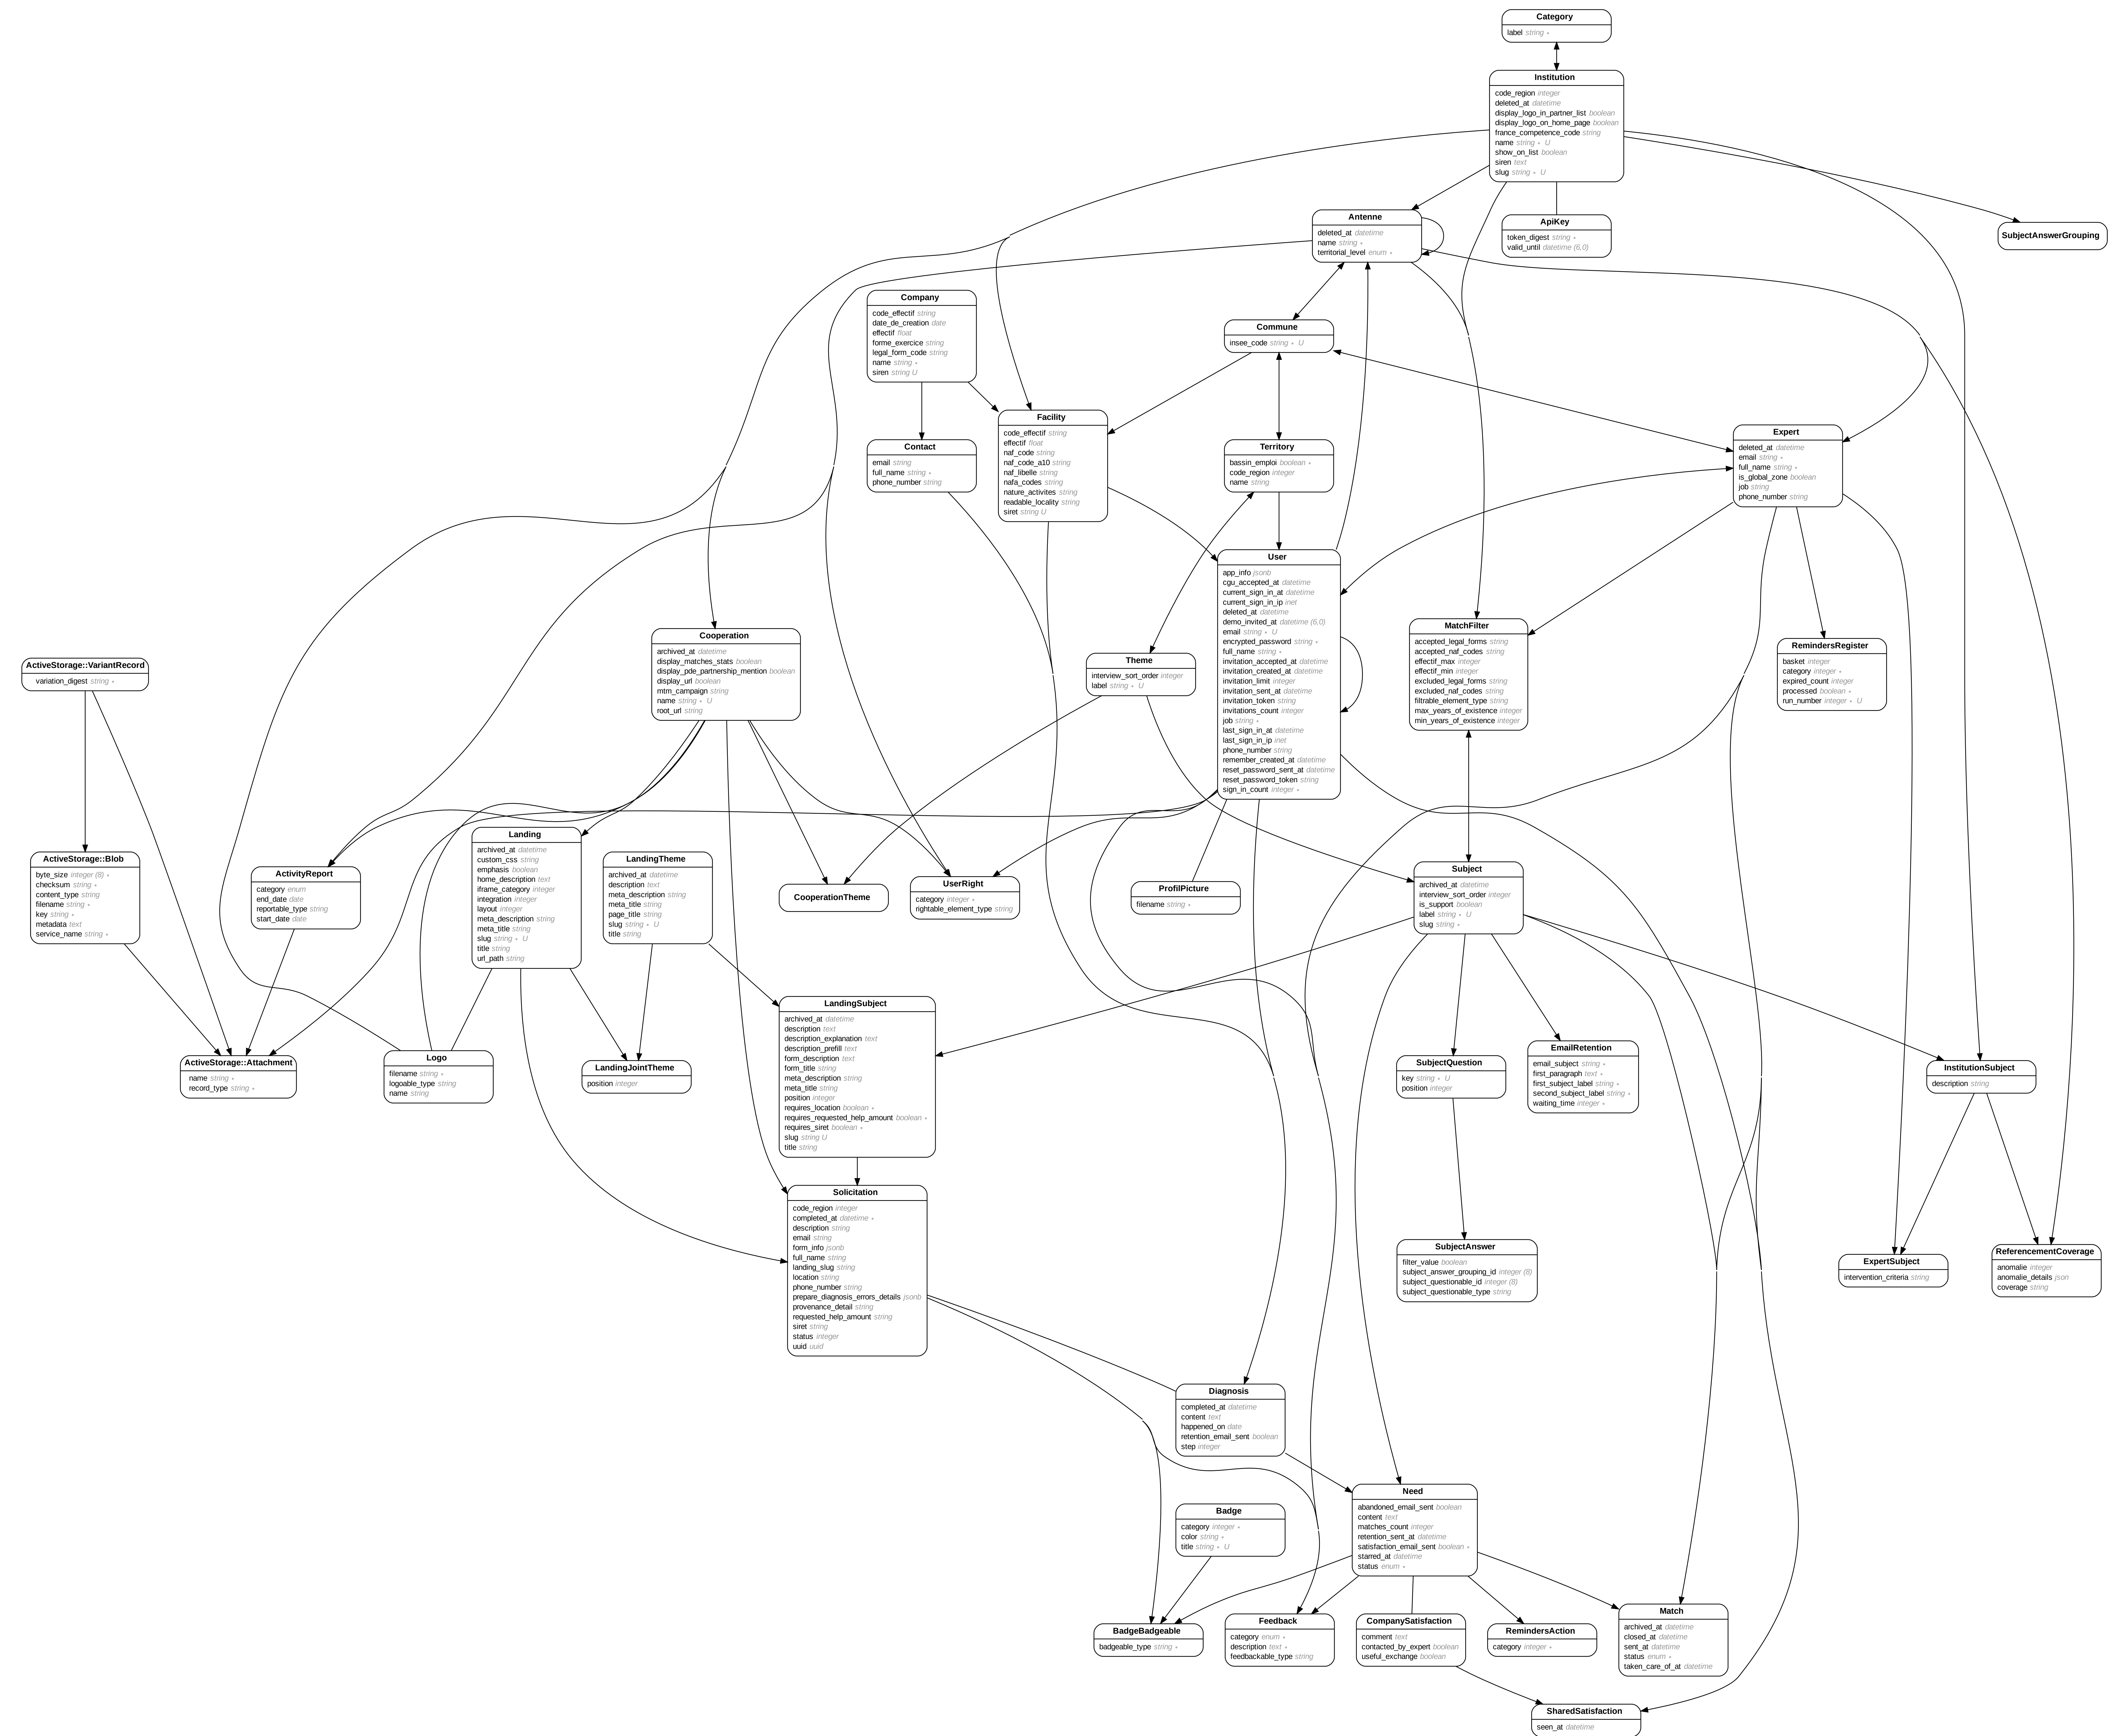 Category
label string ∗
Institution
code_region integer
deleted_at datetime
display_logo_in_partner_list boolean
display_logo_on_home_page boolean
france_competence_code string
name string ∗ U
show_on_list boolean
siren text
slug string ∗ U
Antenne
deleted_at datetime
name string ∗
territorial_level enum ∗
ApiKey
token_digest string ∗
valid_until datetime (6,0)
SubjectAnswerGrouping
Company
code_effectif string
date_de_creation date
effectif float
forme_exercice string
legal_form_code string
name string ∗
siren string U
Commune
insee_code string ∗ U
Facility
code_effectif string
effectif float
naf_code string
naf_code_a10 string
naf_libelle string
nafa_codes string
nature_activites string
readable_locality string
siret string U
Contact
email string
full_name string ∗
phone_number string
Territory
bassin_emploi boolean ∗
code_region integer
name string
Expert
deleted_at datetime
email string ∗
full_name string ∗
is_global_zone boolean
job string
phone_number string
User
app_info jsonb
cgu_accepted_at datetime
current_sign_in_at datetime
current_sign_in_ip inet
deleted_at datetime
demo_invited_at datetime (6,0)
email string ∗ U
encrypted_password string ∗
full_name string ∗
invitation_accepted_at datetime
invitation_created_at datetime
invitation_limit integer
invitation_sent_at datetime
invitation_token string
invitations_count integer
job string ∗
last_sign_in_at datetime
last_sign_in_ip inet
phone_number string
remember_created_at datetime
reset_password_sent_at datetime
reset_password_token string
sign_in_count integer ∗
Cooperation
archived_at datetime
display_matches_stats boolean
display_pde_partnership_mention boolean
display_url boolean
mtm_campaign string
name string ∗ U
root_url string
MatchFilter
accepted_legal_forms string
accepted_naf_codes string
effectif_max integer
effectif_min integer
excluded_legal_forms string
excluded_naf_codes string
filtrable_element_type string
max_years_of_existence integer
min_years_of_existence integer
RemindersRegister
basket integer
category integer ∗
expired_count integer
processed boolean ∗
run_number integer ∗ U
ActiveStorage::VariantRecord
variation_digest string ∗
Theme
interview_sort_order integer
label string ∗ U
Landing
archived_at datetime
custom_css string
emphasis boolean
home_description text
iframe_category integer
integration integer
layout integer
meta_description string
meta_title string
slug string ∗ U
title string
url_path string
LandingTheme
archived_at datetime
description text
meta_description string
meta_title string
page_title string
slug string ∗ U
title string
ActiveStorage::Blob
byte_size integer (8) ∗
checksum string ∗
content_type string
filename string ∗
key string ∗
metadata text
service_name string ∗
ActivityReport
category enum
end_date date
reportable_type string
start_date date
CooperationTheme
UserRight
category integer ∗
rightable_element_type string
ProfilPicture
filename string ∗
Subject
archived_at datetime
interview_sort_order integer
is_support boolean
label string ∗ U
slug string ∗
LandingSubject
archived_at datetime
description text
description_explanation text
description_prefill text
form_description text
form_title string
meta_description string
meta_title string
position integer
requires_location boolean ∗
requires_requested_help_amount boolean ∗
requires_siret boolean ∗
slug string U
title string
ActiveStorage::Attachment
name string ∗
record_type string ∗
Logo
filename string ∗
logoable_type string
name string
LandingJointTheme
position integer
SubjectQuestion
key string ∗ U
position integer
EmailRetention
email_subject string ∗
first_paragraph text ∗
first_subject_label string ∗
second_subject_label string ∗
waiting_time integer ∗
InstitutionSubject
description string
Solicitation
code_region integer
completed_at datetime ∗
description string
email string
form_info jsonb
full_name string
landing_slug string
location string
phone_number string
prepare_diagnosis_errors_details jsonb
provenance_detail string
requested_help_amount string
siret string
status integer
uuid uuid
SubjectAnswer
filter_value boolean
subject_answer_grouping_id integer (8)
subject_questionable_id integer (8)
subject_questionable_type string
ExpertSubject
intervention_criteria string
ReferencementCoverage
anomalie integer
anomalie_details json
coverage string
Diagnosis
completed_at datetime
content text
happened_on date
retention_email_sent boolean
step integer
Need
abandoned_email_sent boolean
content text
matches_count integer
retention_sent_at datetime
satisfaction_email_sent boolean ∗
starred_at datetime
status enum ∗
Badge
category integer ∗
color string ∗
title string ∗ U
BadgeBadgeable
badgeable_type string ∗
Feedback
category enum ∗
description text ∗
feedbackable_type string
CompanySatisfaction
comment text
contacted_by_expert boolean
useful_exchange boolean
RemindersAction
category integer ∗
Match
archived_at datetime
closed_at datetime
sent_at datetime
status enum ∗
taken_care_of_at datetime
SharedSatisfaction
seen_at datetime